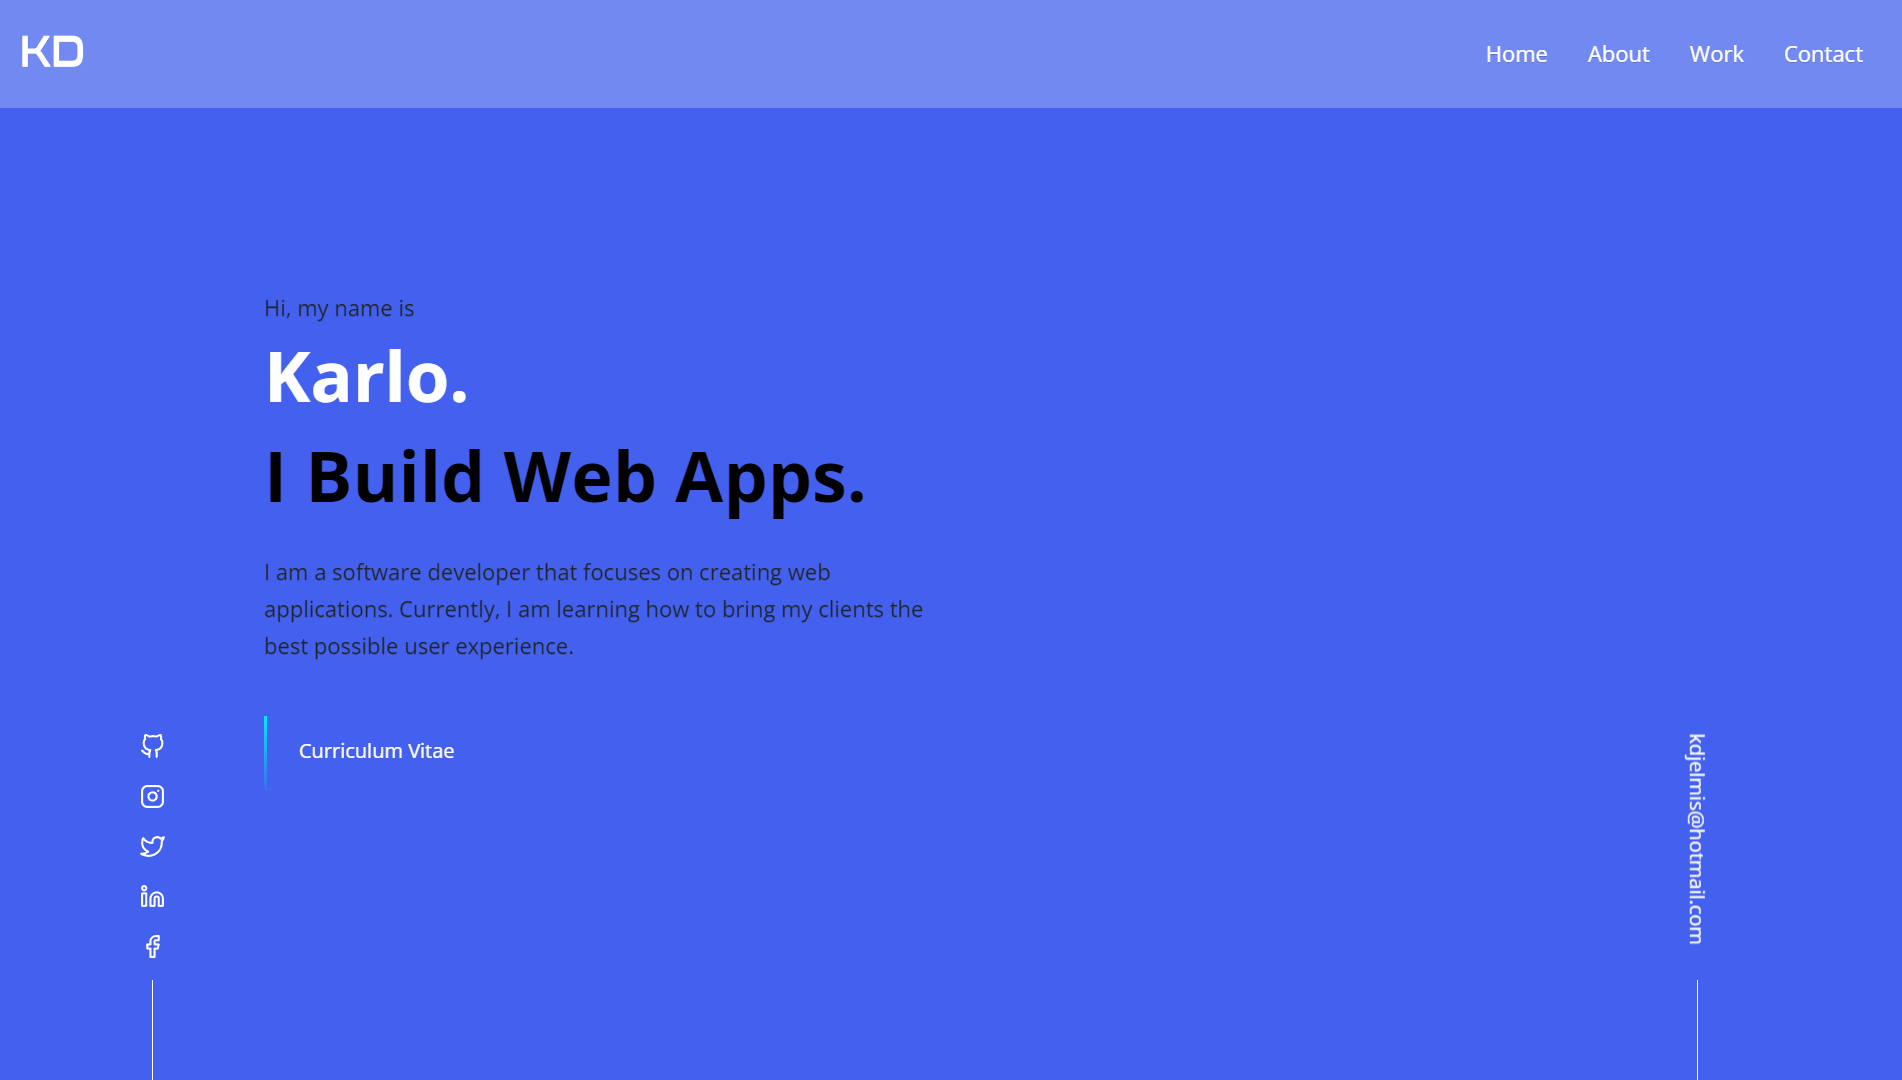 KD
Home
About
Work
Contact
Hi, my name is
Karlo.
I Build Web Apps.
I am a software developer that focuses on creating web
applications. Currently, I am learning how to bring my clients the
best possible user experience.
Curriculum Vitae
kdjelmis@hotmail.com